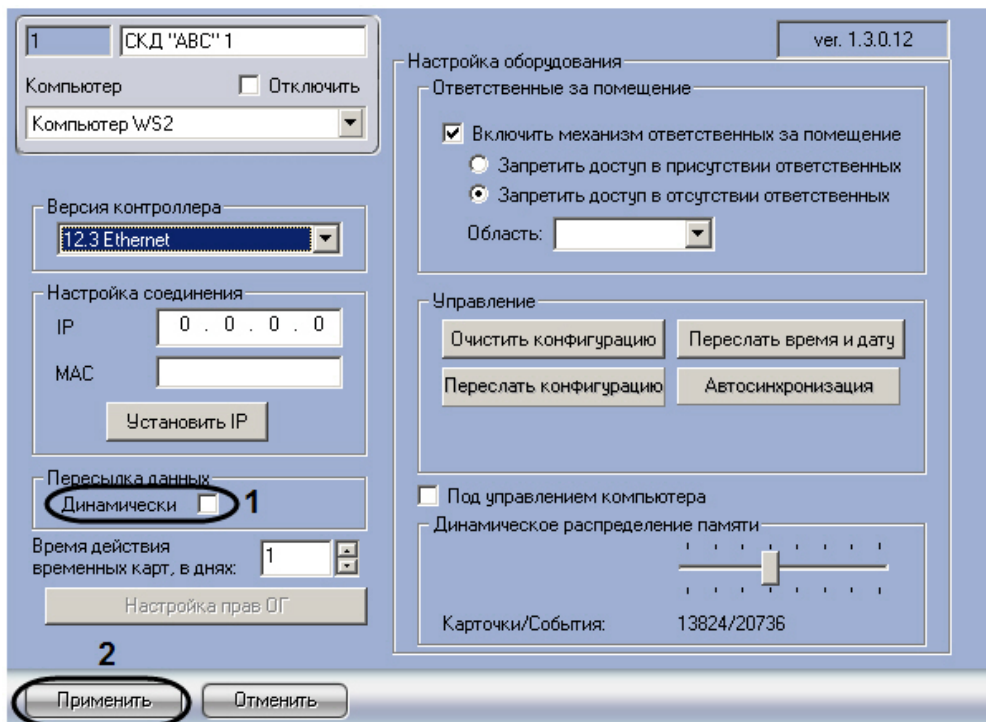 1
СКД "ABC" 1
ver. 1.3.0.12
Компьютер
Отключить
Компьютер WS2
Настройка оборудования
Ответственные за помещение
Включить механизм ответственных за помещение
Запретить доступ в присутствии ответственных
Запретить доступ в отсутствии ответственных
Область:
Версия контроллера
12.3 Ethernet
Настройка соединения
IP
0 . 0 . 0 . 0
MAC
Установить IP
Управление
Очистить конфигурацию
Переслать время и дату
Переслать конфигурацию
Автосинхронизация
Пересылка данных
Динамически
1
Время действия
временных карт, в днях:
1
Настройка прав ОГ
Под управлением компьютера
Динамическое распределение памяти
Карточки/События:
13824/20736
2
Применить
Отменить